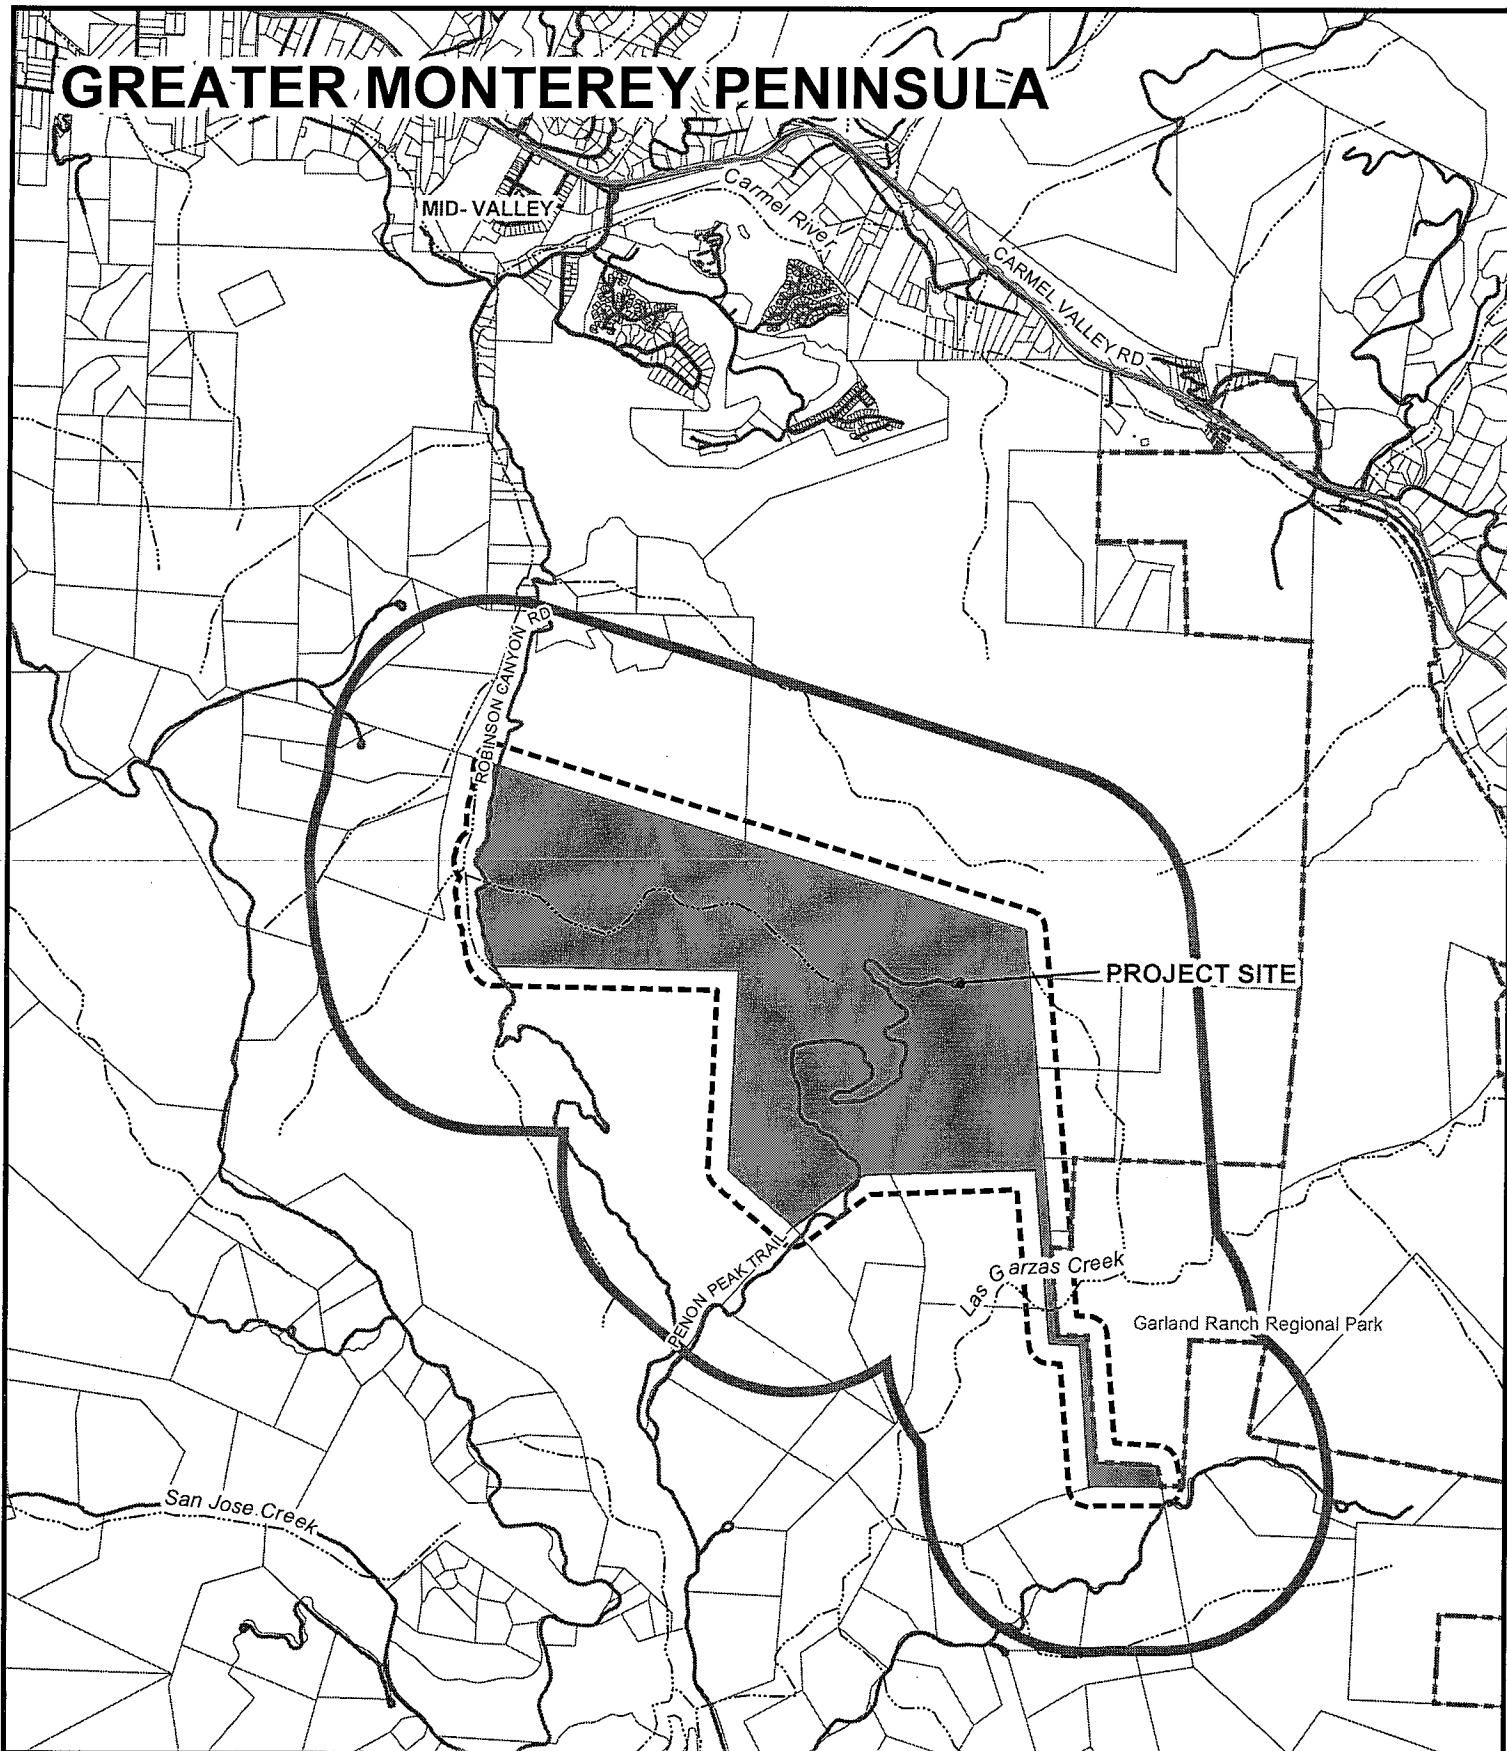 GREATER MONTEREY PENINSULA
MID- VALLEY
Carmel River
CARMEL VALLEY RD
ROBINSON CANYON RD
PROJECT SITE
PENON PEAK TRAIL
Las Garzas Creek
Garland Ranch Regional Park
San Jose Creek